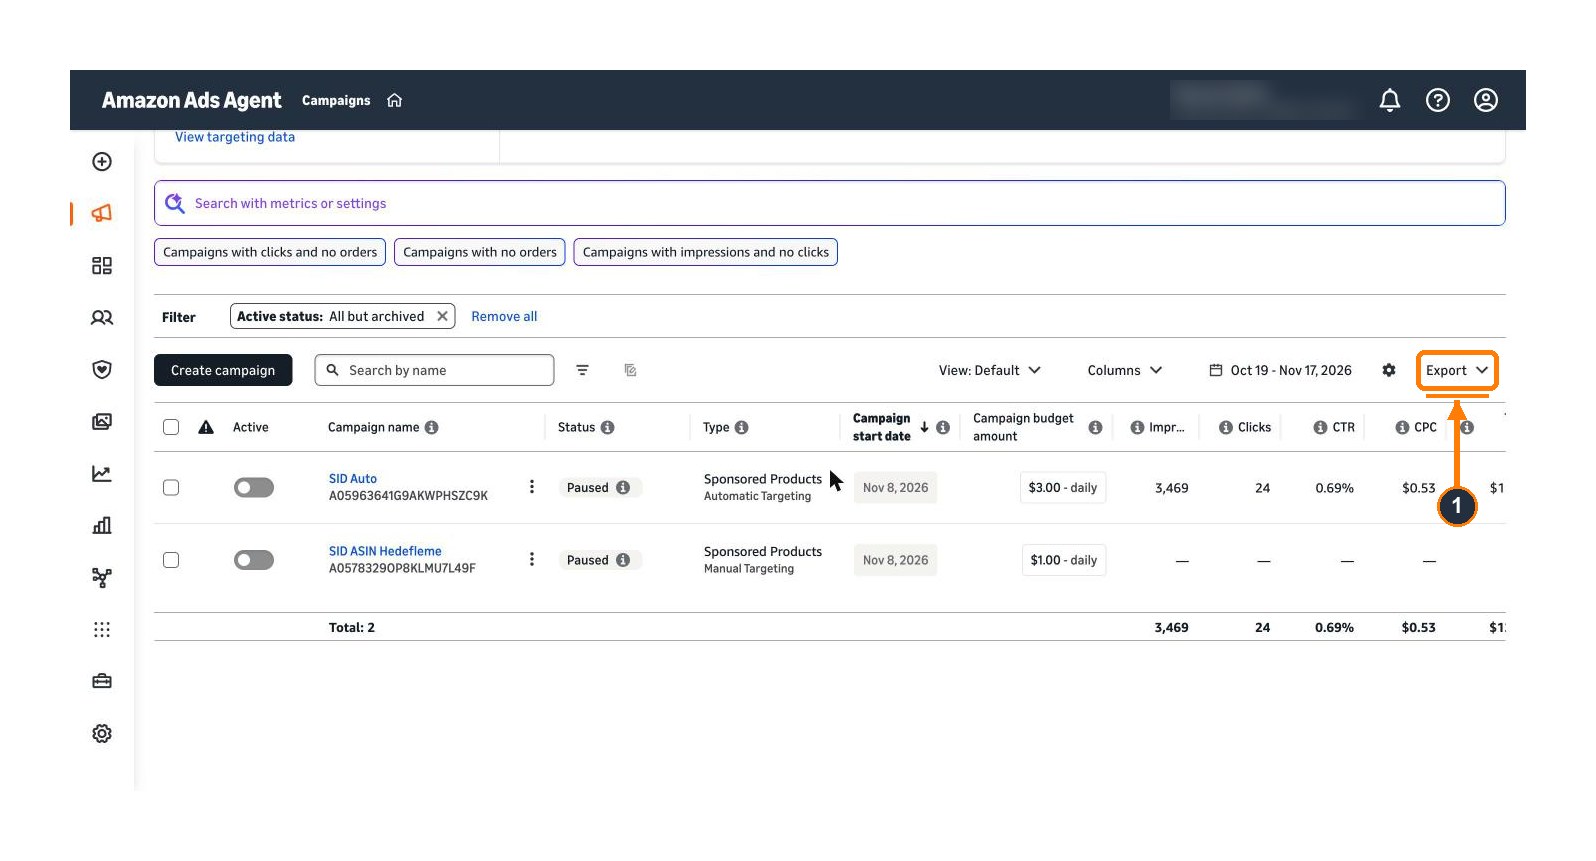 Amazon Ads Agent Campaigns
View targeting data
Search with metrics or settings
Campaigns with clicks and no orders Campaigns with no orders Campaigns with impressions and no clicks
Filter Active status: All but archived Remove all
Create campaign Search by name View: Default Columns Oct 19 - Nov 17, 2026 Export
Active Campaign name Status Type Campaign start date Campaign budget amount Impr... Clicks CTR CPC
SID Auto Paused Sponsored Products Nov 8, 2026 $3.00 - daily 3,469 24 0.69% $0.53 $1
A05963641G9AKWPHSZC9K Automatic Targeting
1
SID ASIN Hedefleme Paused Sponsored Products Nov 8, 2026 $1.00 - daily — — — —
A0578329OP8KLMU7L49F Manual Targeting
Total: 2 3,469 24 0.69% $0.53 $1